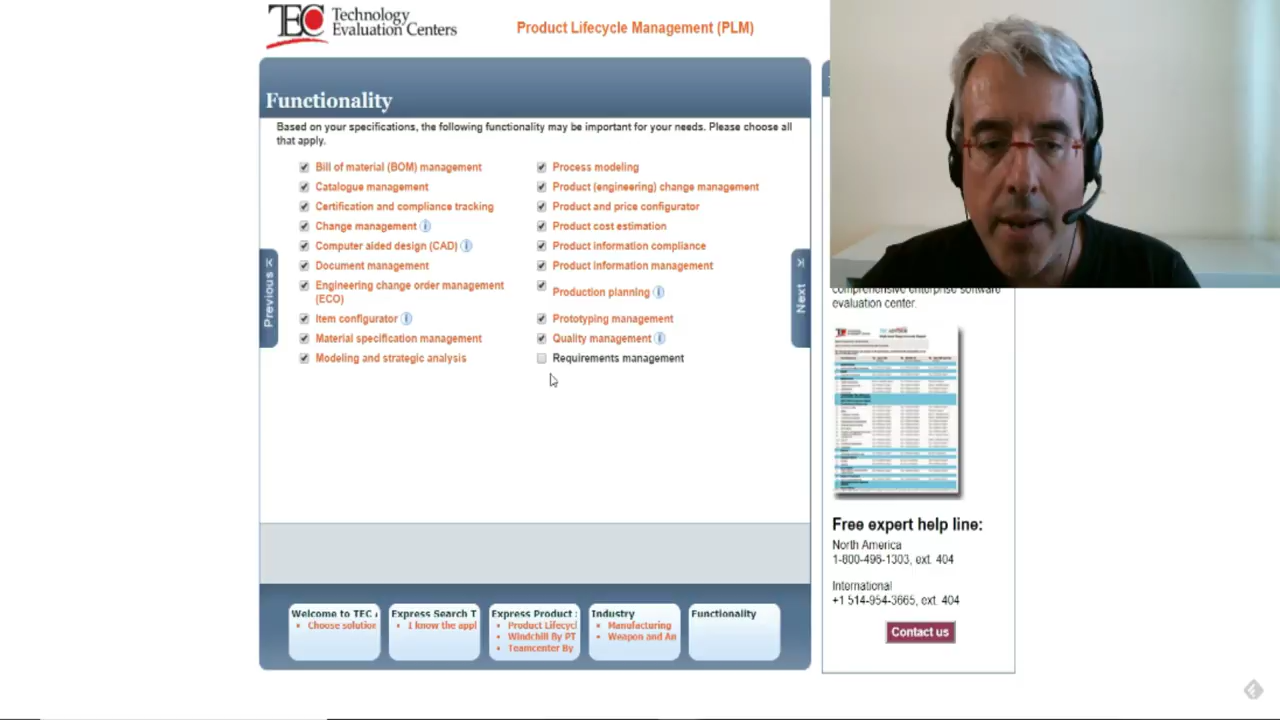 TEC Technology
Evaluation Centers
Product Lifecycle Management (PLM)
Functionality
Based on your specifications, the following functionality may be important for your needs. Please choose all
that apply.
Bill of material (BOM) management
Catalogue management
Certification and compliance tracking
Change management
Computer aided design (CAD)
Document management
Engineering change order management
(ECO)
Item configurator
Material specification management
Modeling and strategic analysis
Process modeling
Product (engineering) change management
Product and price configurator
Product cost estimation
Product information compliance
Product information management
Production planning
Prototyping management
Quality management
Requirements management
Previous
Next
comprehensive enterprise software
evaluation center.
Free expert help line:
North America
1-800-496-1303, ext. 404
International
+1 514-954-3665, ext. 404
Contact us
Welcome to TEC
Choose solution
Express Search T
I know the appl
Express Product :
Product Lifecycl
Windchill By PT
Teamcenter By
Industry
Manufacturing
Weapon and An
Functionality